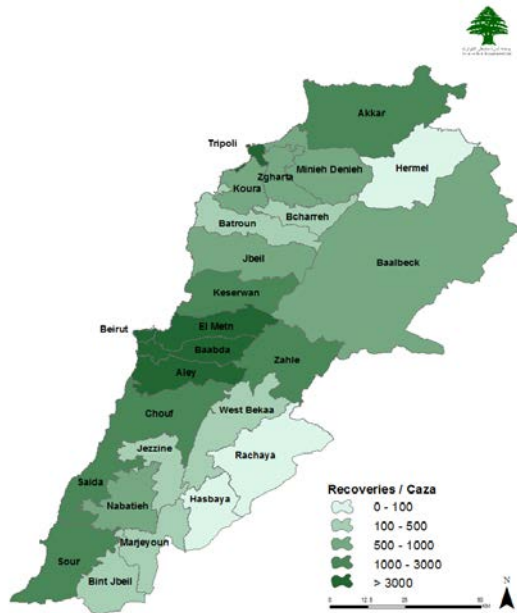 Akkar
Tripoli
Hermel
Minieh Denieh
Zgharta
Koura
Bcharreh
Batroun
Jbeil
Baalbeck
Keserwan
El Metn
Beirut
Baabda
Zahle
Aley
Chouf
West Bekaa
Jezzine
Rachaya
Saida
Hasbaya
Nabatieh
Marjeyoun
Sour
Bint Jbeil
Recoveries / Caza
0 - 100
100 - 500
500 - 1000
1000 - 3000
> 3000
N